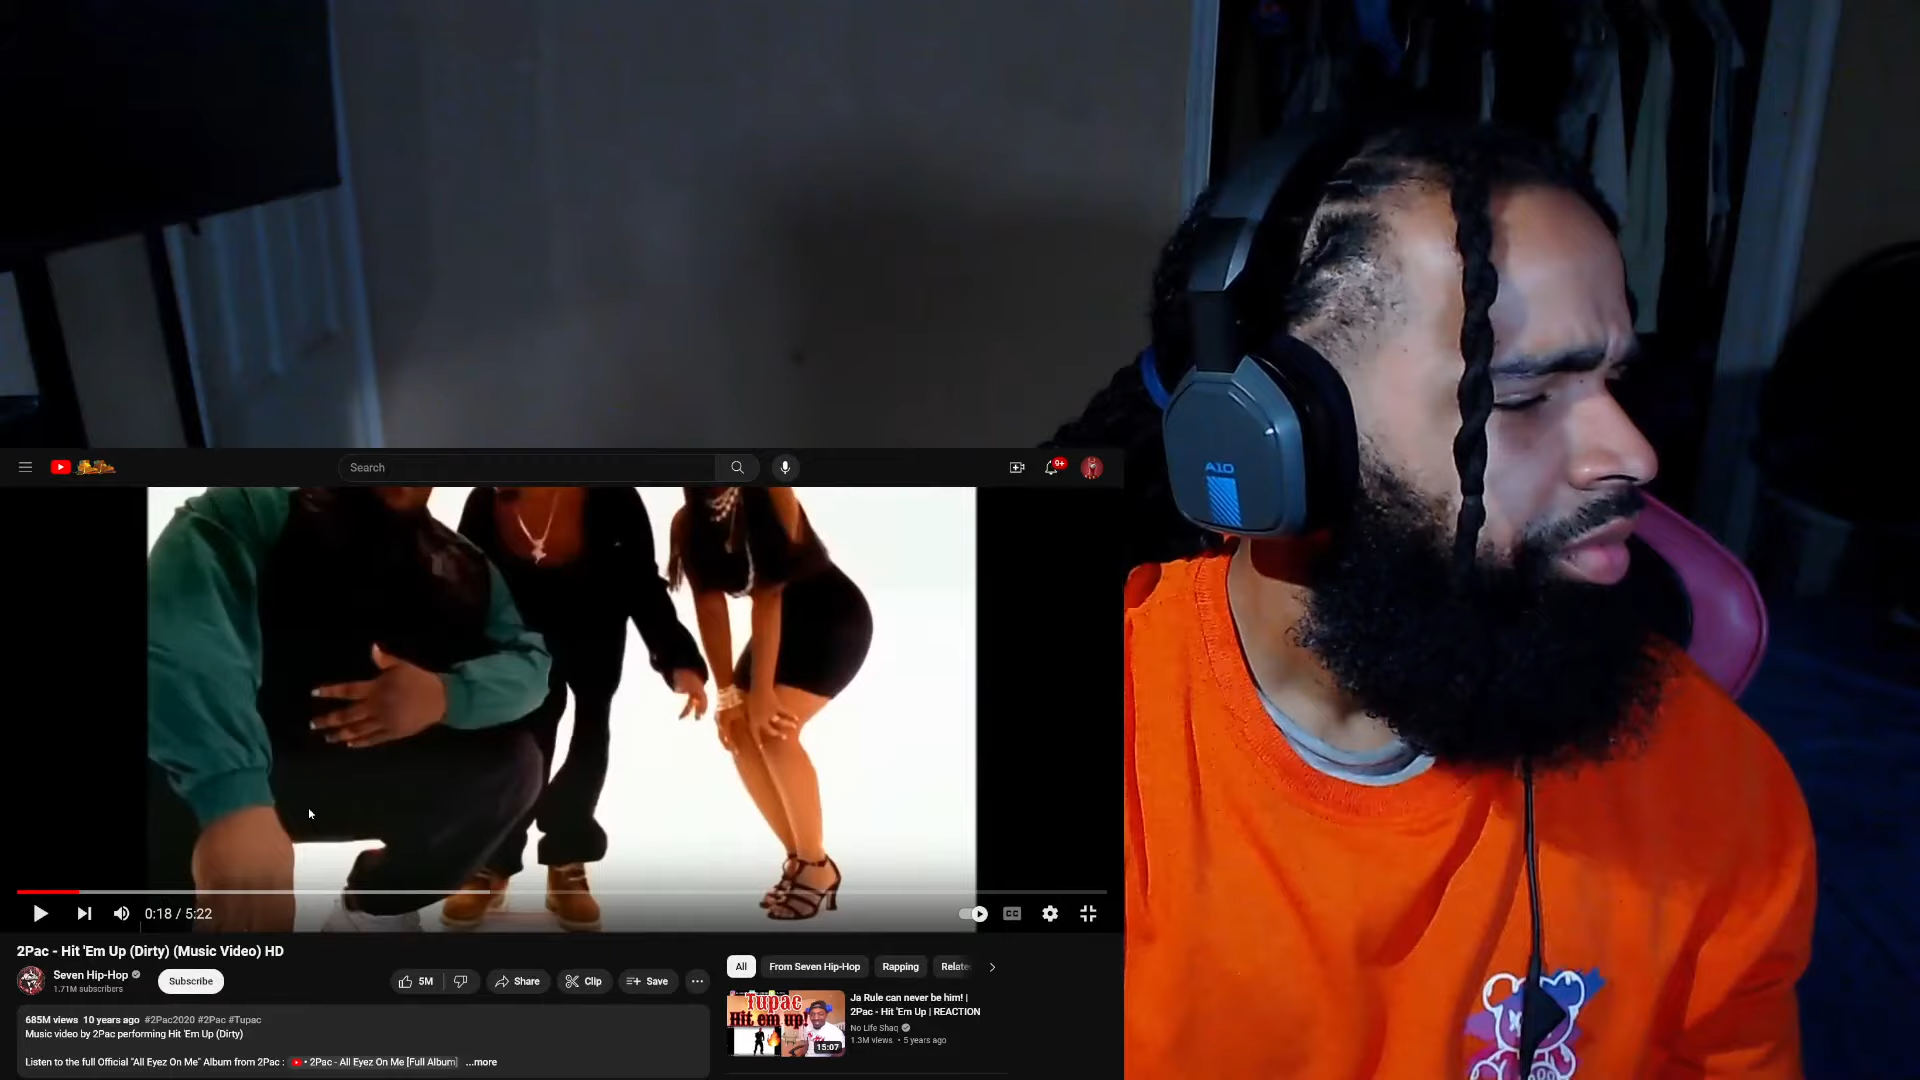 Search
9+
A10
0:18 / 5:22
CC
2Pac - Hit 'Em Up (Dirty) (Music Video) HD
Seven Hip-Hop
1.71M subscribers
Subscribe
5M
Share
Clip
Save
All
From Seven Hip-Hop
Rapping
685M views 10 years ago #2Pac2020 #2Pac #Tupac
Music video by 2Pac performing Hit 'Em Up (Dirty)
Listen to the full Official "All Eyez On Me" Album from 2Pac : • 2Pac - All Eyez On Me [Full Album] ...more
Tupac
Hit em up!
15:07
Ja Rule can never be him! |
2Pac - Hit 'Em Up | REACTION
No Life Shaq
1.3M views • 5 years ago